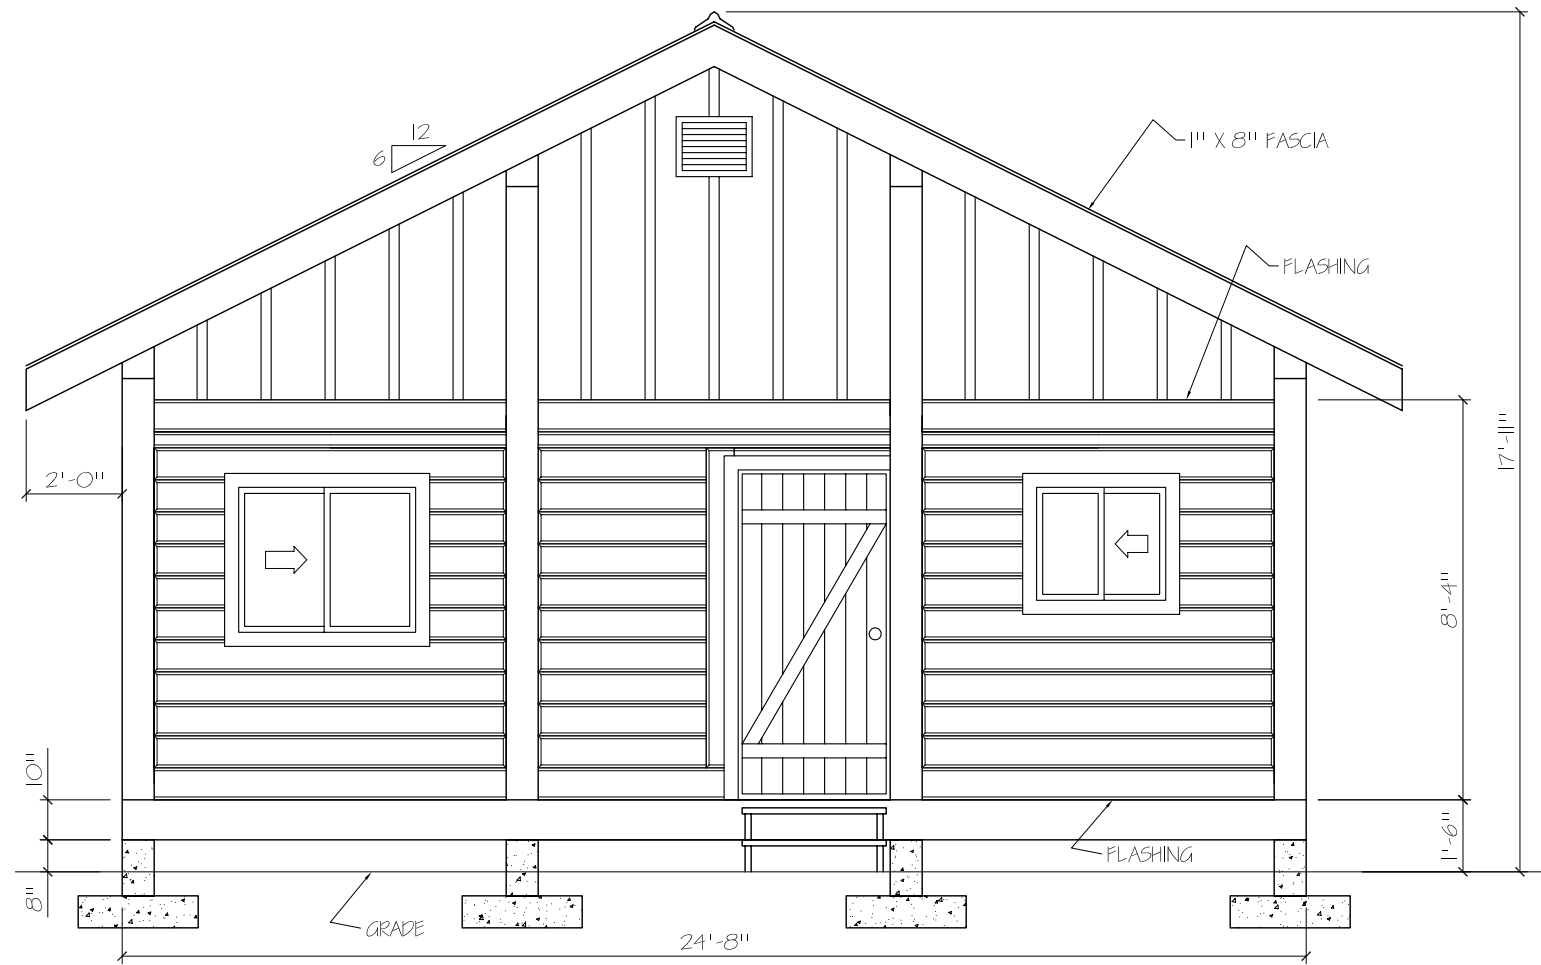 12
6
1" X 8" FASCIA
FLASHING
2'-0"
17'-11"
8'-4"
10"
1'-6"
FLASHING
8"
GRADE
24'-8"